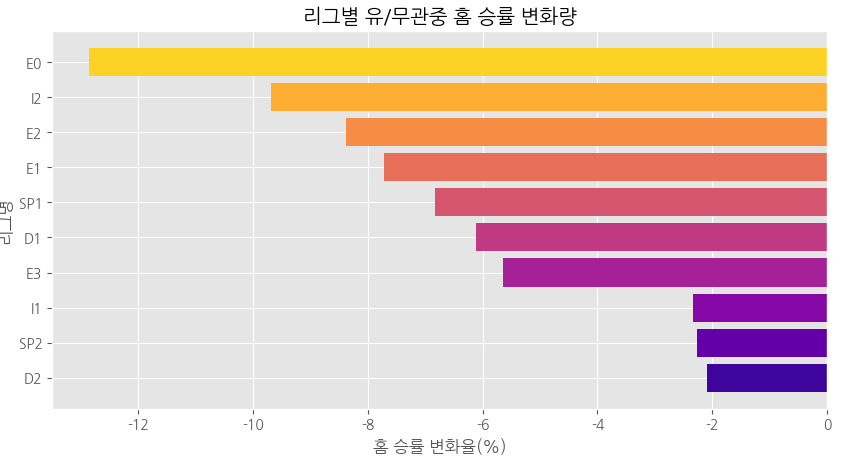 리그별 유/무관중 홈 승률 변화량
리그명
E0
I2
E2
E1
SP1
D1
E3
I1
SP2
D2
-12
-10
-8
-6
-4
-2
0
홈 승률 변화율(%)